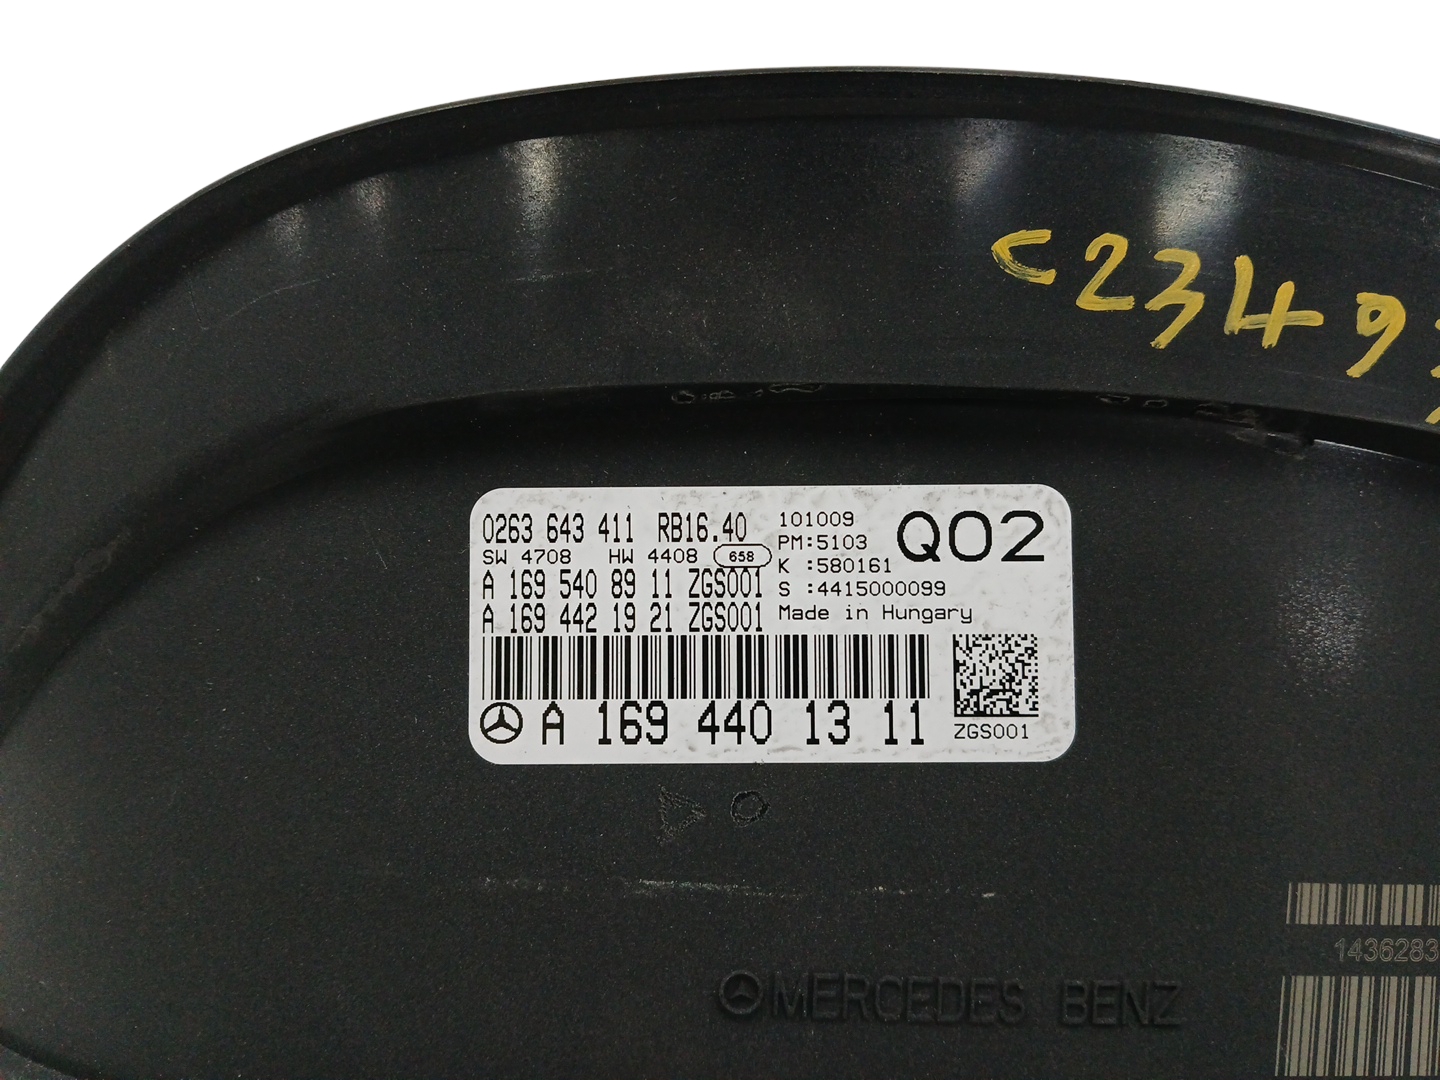 C2349
0263 643 411 RB16.40
SW 4708 HW 4408 658
A 169 540 89 11 ZGS001
A 169 442 19 21 ZGS001
101009
PM:5103
K :580161
S :4415000099
Made in Hungary
Q02
A 169 440 13 11
ZGS001
1436283
MERCEDES BENZ